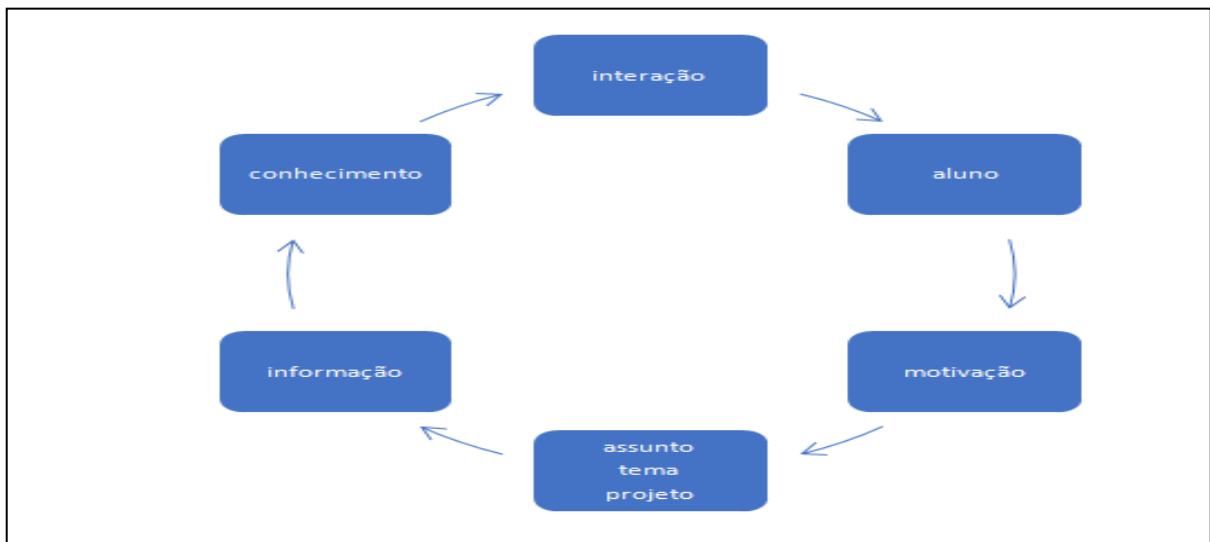 interação
conhecimento
aluno
informação
motivação
assunto
tema
projeto